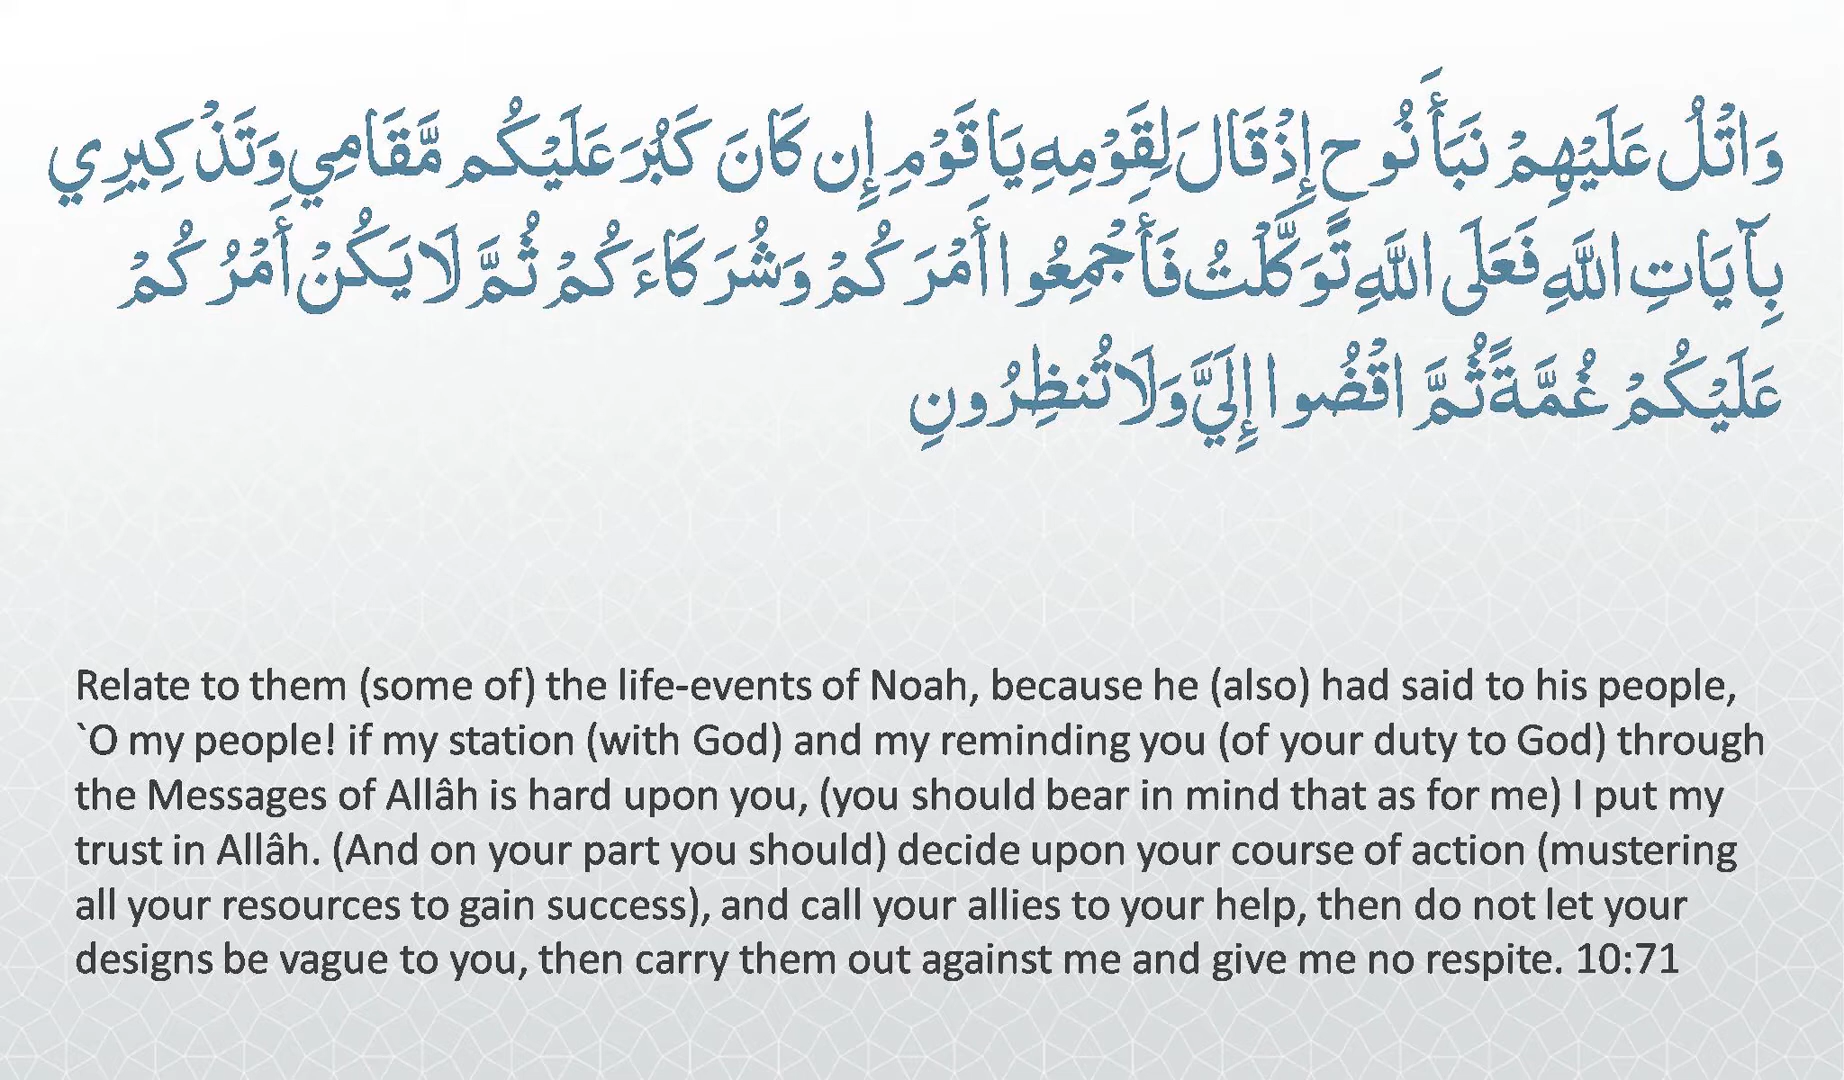 وَاتْلُ عَلَيْهِمْ نَبَأَ نُوحٍ إِذْ قَالَ لِقَوْمِهِ يَا قَوْمِ إِن كَانَ كَبُرَ عَلَيْكُم مَّقَامِي وَتَذْكِيرِي
بِآيَاتِ اللَّهِ فَعَلَى اللَّهِ تَوَكَّلْتُ فَأَجْمِعُوا أَمْرَكُمْ وَشُرَكَاءَكُمْ ثُمَّ لَا يَكُنْ أَمْرُكُمْ
عَلَيْكُمْ غُمَّةً ثُمَّ اقْضُوا إِلَيَّ وَلَا تُنظِرُونِ
Relate to them (some of) the life-events of Noah, because he (also) had said to his people,
`O my people! if my station (with God) and my reminding you (of your duty to God) through
the Messages of Allâh is hard upon you, (you should bear in mind that as for me) I put my
trust in Allâh. (And on your part you should) decide upon your course of action (mustering
all your resources to gain success), and call your allies to your help, then do not let your
designs be vague to you, then carry them out against me and give me no respite. 10:71